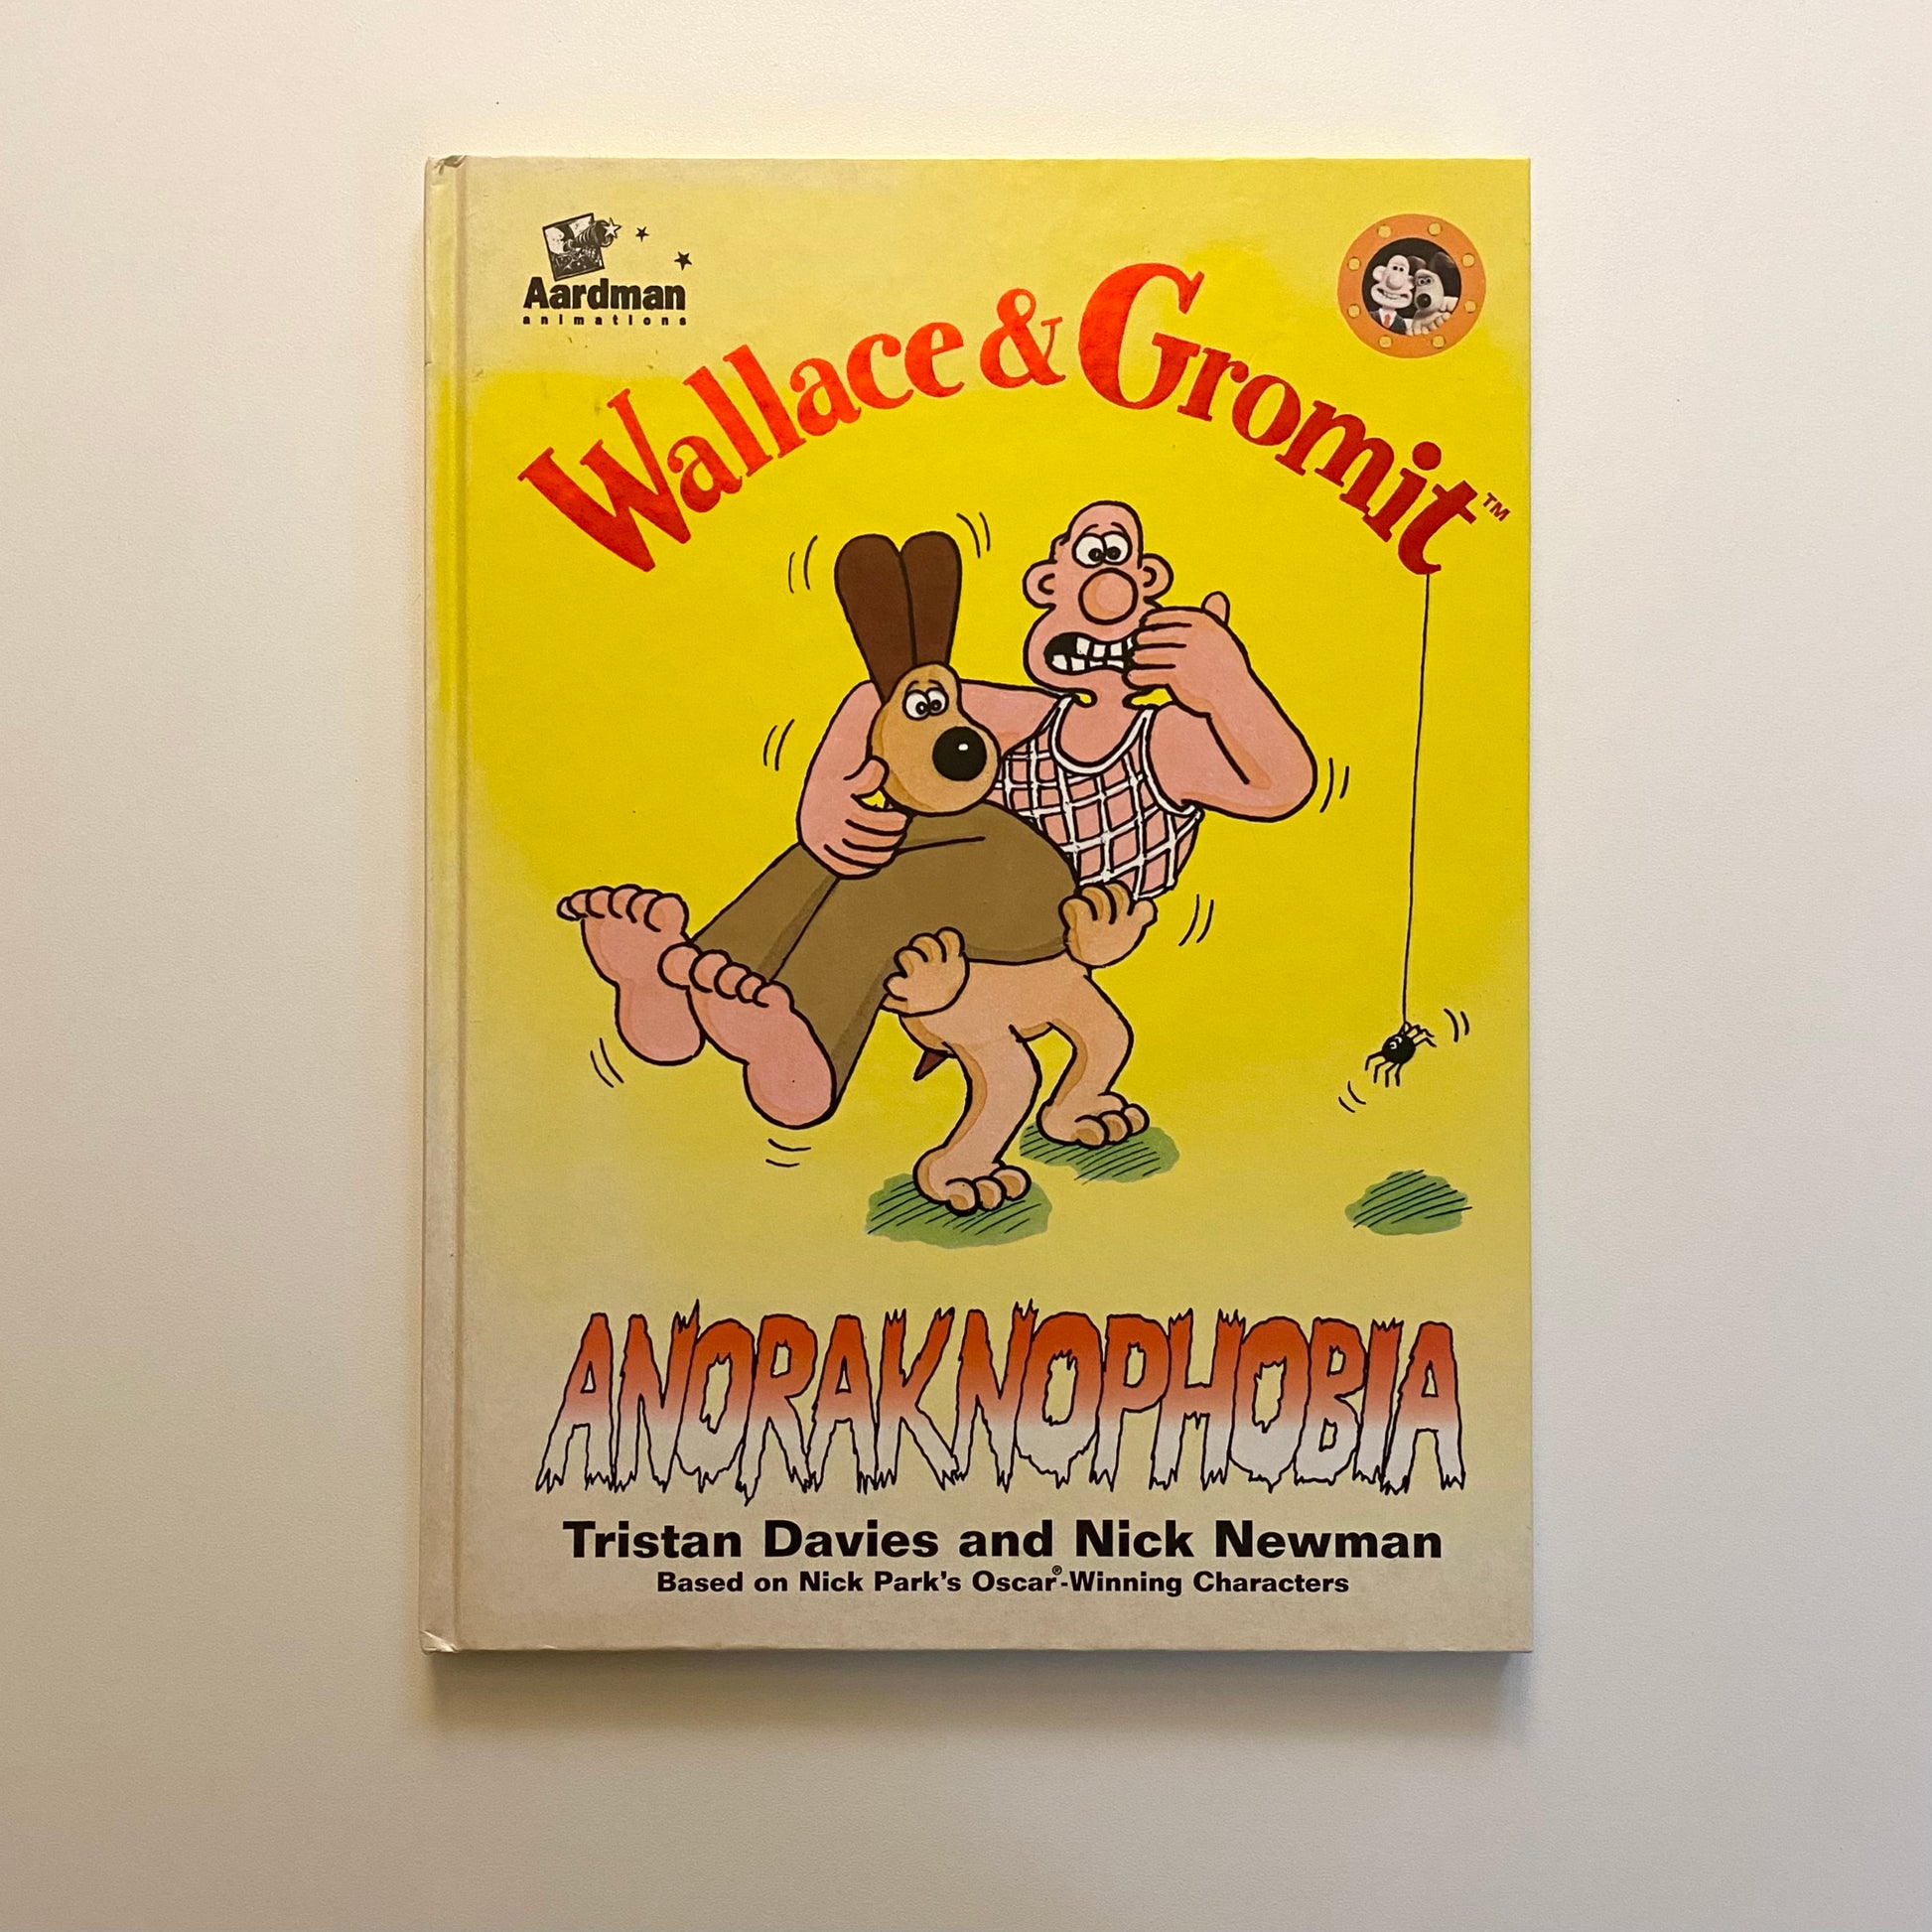 Aardman
animations
Wallace & Gromit™
ANORAKNOPHOBIA
Tristan Davies and Nick Newman
Based on Nick Park's Oscar®-Winning Characters